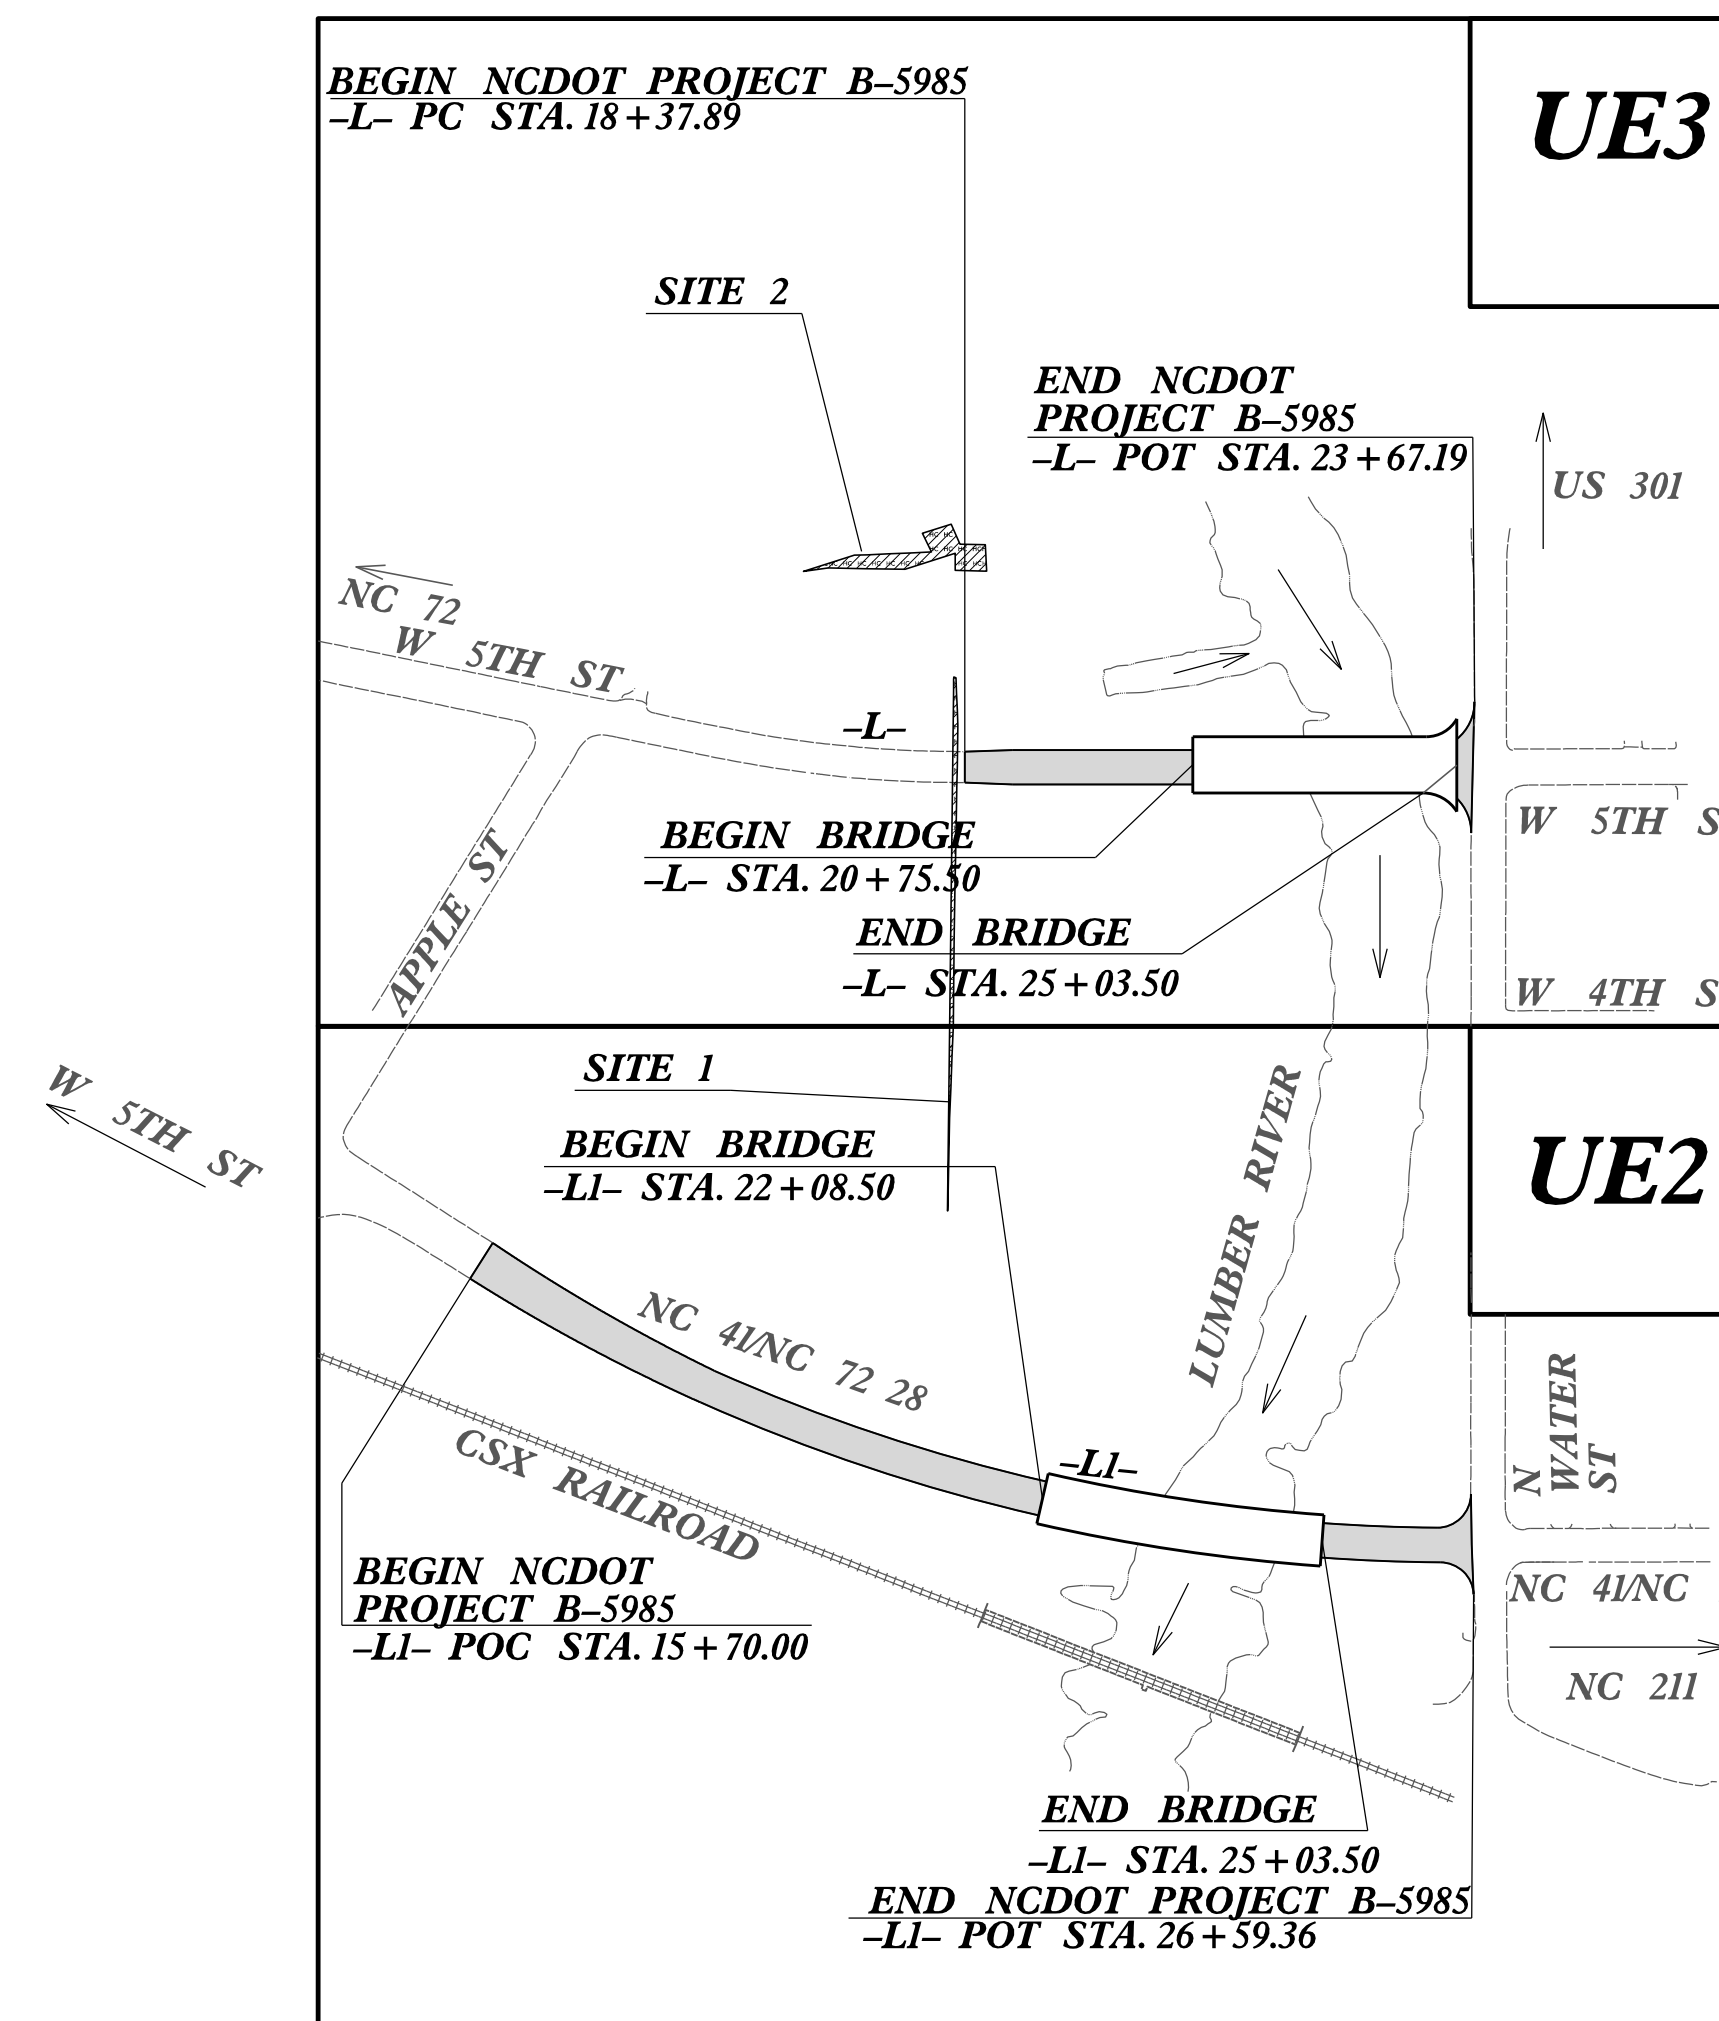 BEGIN NCDOT PROJECT B–5985
–L– PC STA. 18+37.89
UE3
SITE 2
END NCDOT
PROJECT B–5985
–L– POT STA. 23+67.19
US 301
NC 72
W 5TH ST
–L–
W 5TH S
BEGIN BRIDGE
–L– STA. 20+75.50
APPLE ST
END BRIDGE
–L– STA. 25+03.50
W 4TH S
W 5TH ST
SITE 1
LUMBER RIVER
BEGIN BRIDGE
–L1– STA. 22+08.50
UE2
NC 41/NC 72 28
N
WATER
ST
CSX RAILROAD
–L1–
BEGIN NCDOT
PROJECT B–5985
–L1– POC STA. 15+70.00
NC 41/NC
NC 211
END BRIDGE
–L1– STA. 25+03.50
END NCDOT PROJECT B–5985
–L1– POT STA. 26+59.36